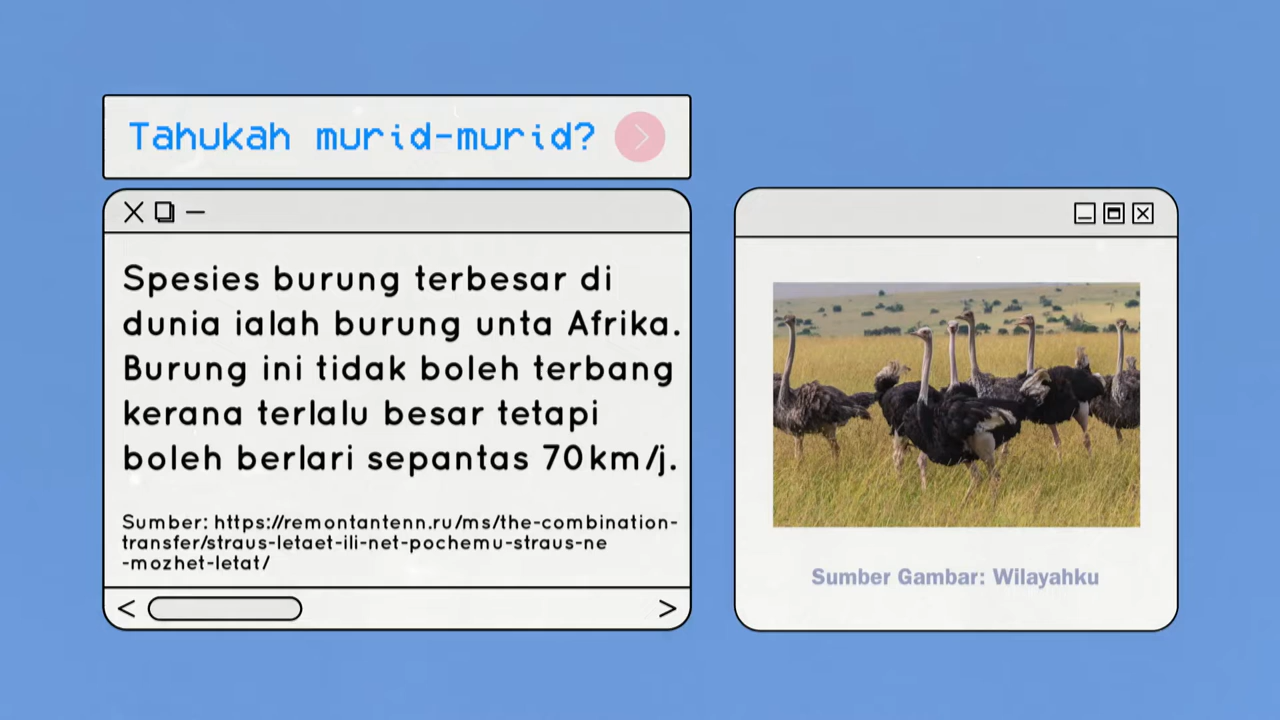 Tahukah murid-murid?
Spesies burung terbesar di
dunia ialah burung unta Afrika.
Burung ini tidak boleh terbang
kerana terlalu besar tetapi
boleh berlari sepantas 70km/j.
Sumber: https://remontantenn.ru/ms/the-combination-
transfer/straus-letaet-ili-net-pochemu-straus-ne
-mozhet-letat/
Sumber Gambar: Wilayahku